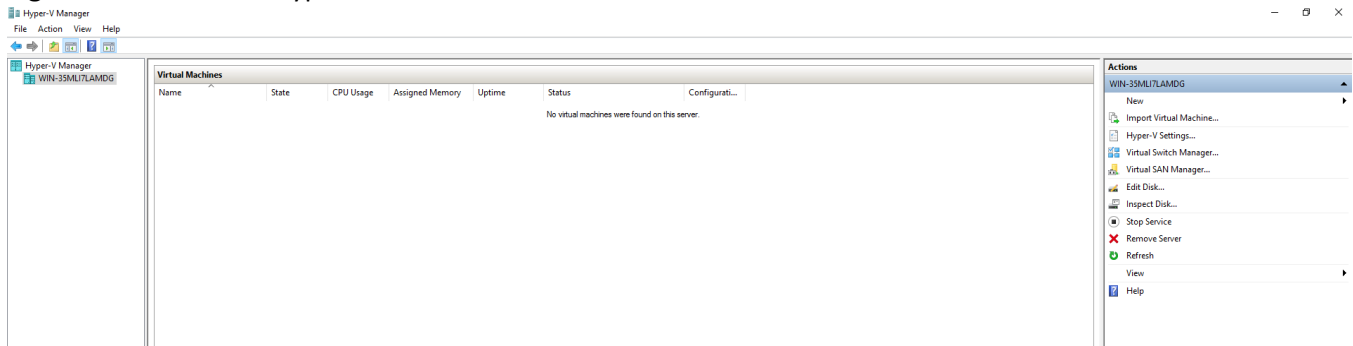 Hyper-V Manager
File Action View Help
Hyper-V Manager
WIN-35MLI7LAMDG
Virtual Machines
Name State CPU Usage Assigned Memory Uptime Status Configurati...
No virtual machines were found on this server.
Actions
WIN-35MLI7LAMDG
New
Import Virtual Machine...
Hyper-V Settings...
Virtual Switch Manager...
Virtual SAN Manager...
Edit Disk...
Inspect Disk...
Stop Service
Remove Server
Refresh
View
Help